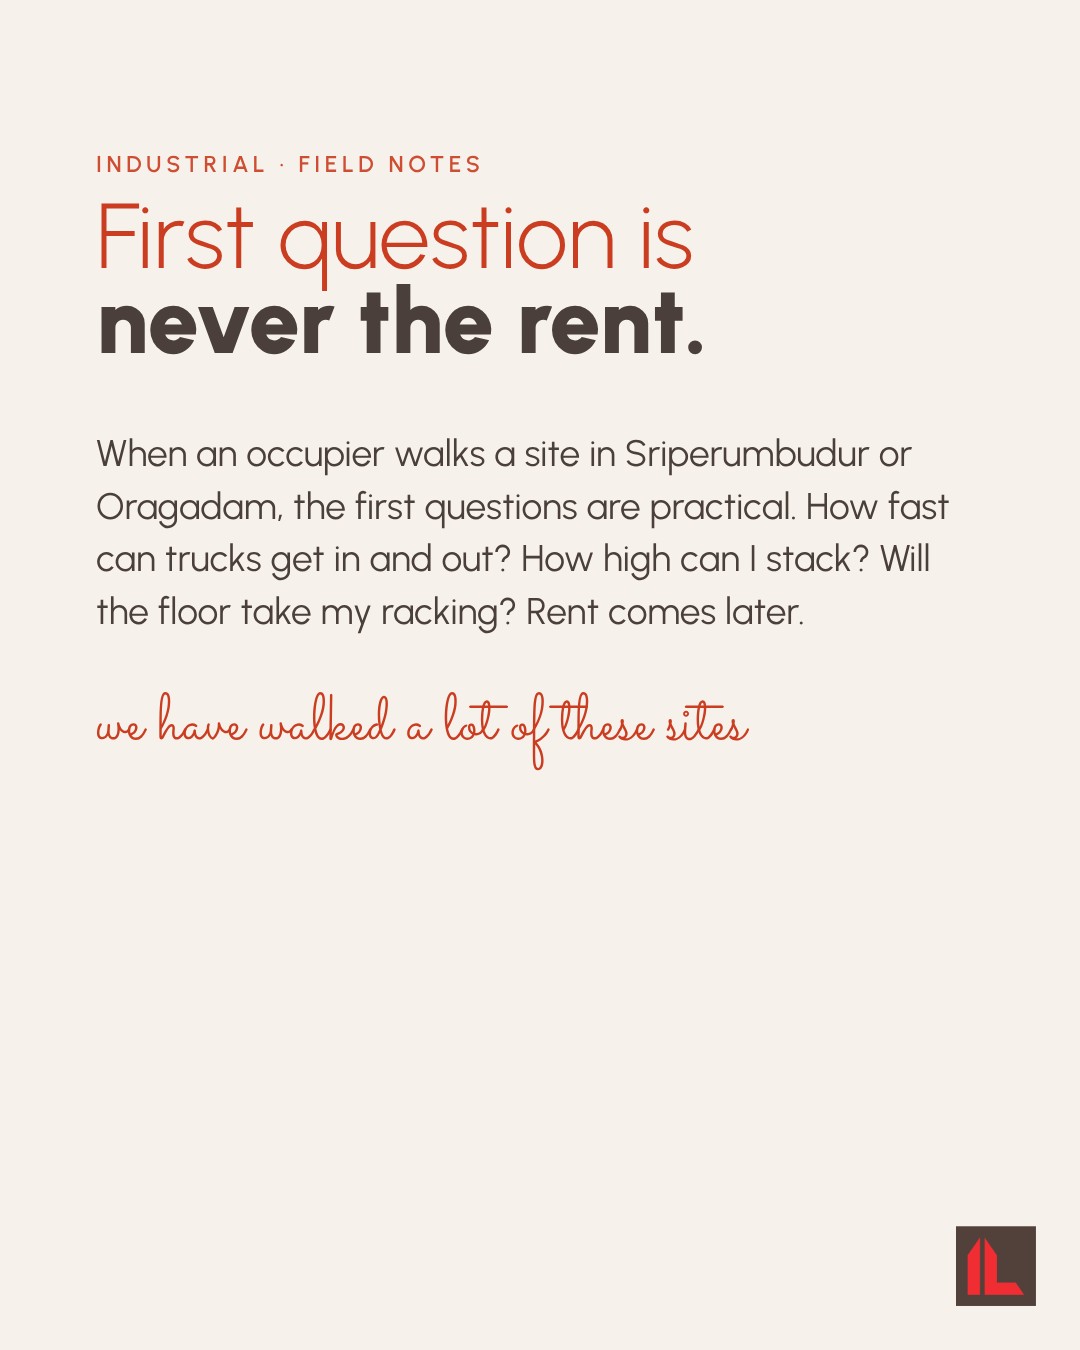 INDUSTRIAL · FIELD NOTES
First question is
never the rent.
When an occupier walks a site in Sriperumbudur or
Oragadam, the first questions are practical. How fast
can trucks get in and out? How high can I stack? Will
the floor take my racking? Rent comes later.
we have walked a lot of these sites
IL